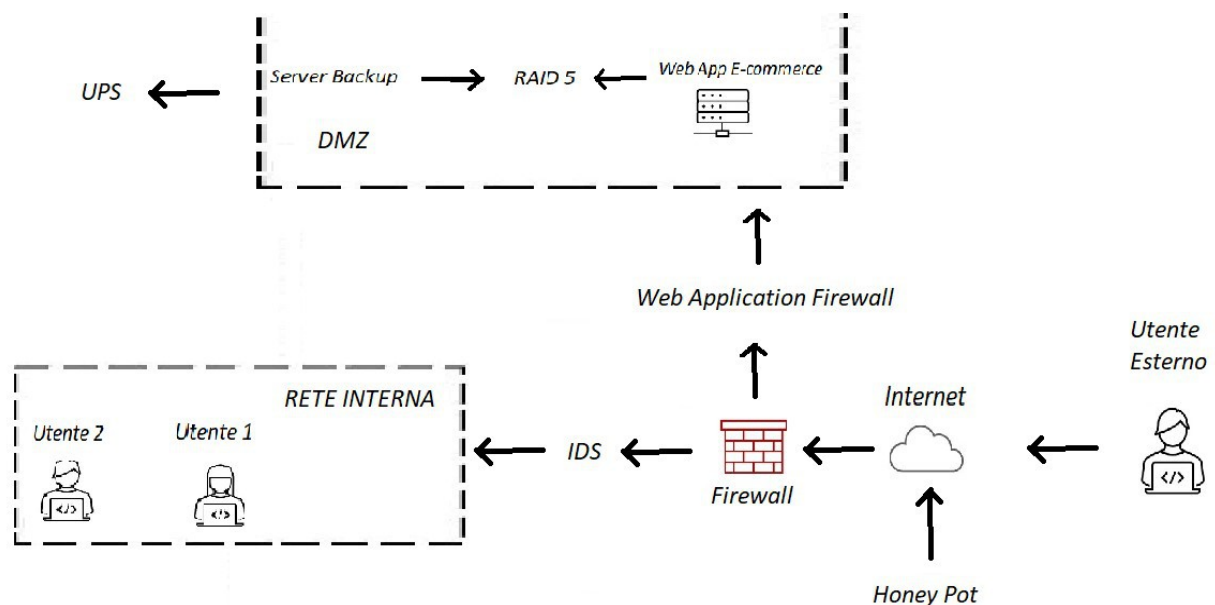 UPS
Server Backup
RAID 5
Web App E-commerce
DMZ
Web Application Firewall
Utente
Esterno
RETE INTERNA
Utente 2
Utente 1
IDS
Firewall
Internet
</> 
</>
</>
Honey Pot